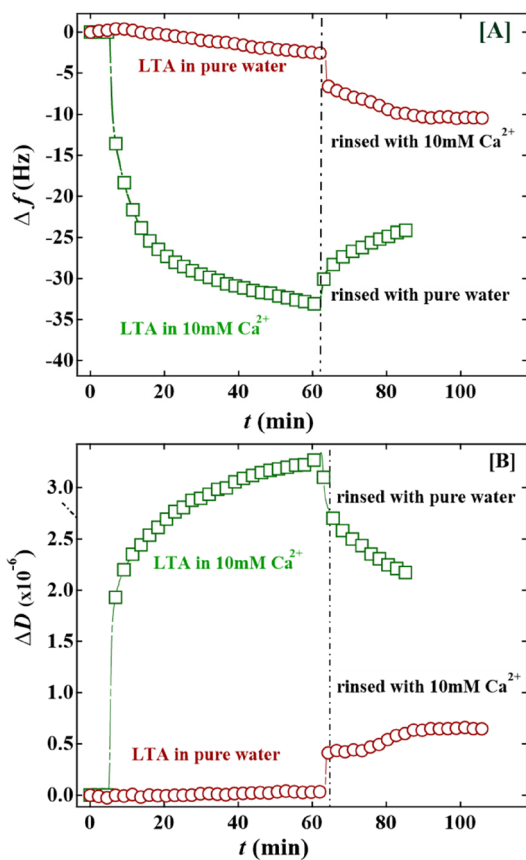 [A]
0
LTA in pure water
-5
-10
rinsed with 10mM Ca²⁺
-15
Δ f (Hz)
-20
-25
-30
rinsed with pure water
LTA in 10mM Ca²⁺
-35
-40
0 20 40 60 80 100
t (min)
[B]
rinsed with pure water
3.0
LTA in 10mM Ca²⁺
2.5
2.0
ΔD (x10⁻⁶)
1.5
1.0
rinsed with 10mM Ca²⁺
0.5
LTA in pure water
0.0
0 20 40 60 80 100
t (min)